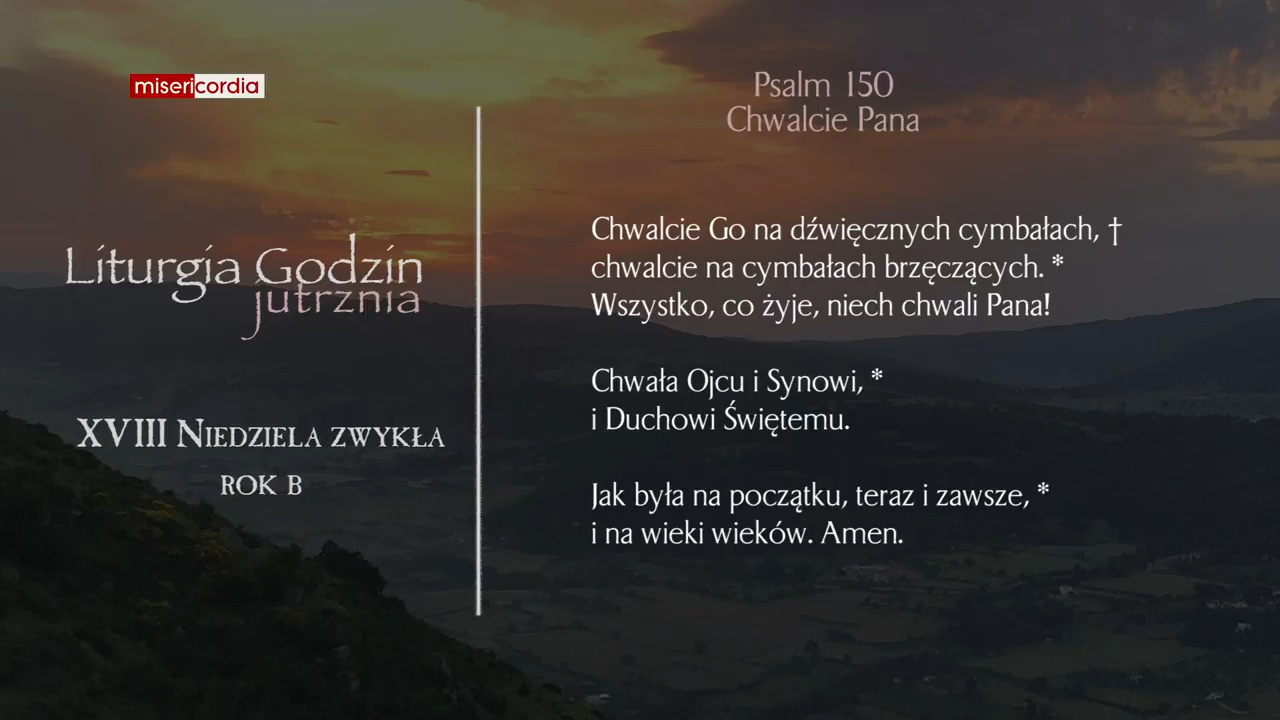 misericordia
Liturgia Godzin
jutrznia
XVIII Niedziela zwykła
rok B
Psalm 150
Chwalcie Pana
Chwalcie Go na dźwięcznych cymbałach, †
chwalcie na cymbałach brzęczących. *
Wszystko, co żyje, niech chwali Pana!
Chwała Ojcu i Synowi, *
i Duchowi Świętemu.
Jak była na początku, teraz i zawsze, *
i na wieki wieków. Amen.